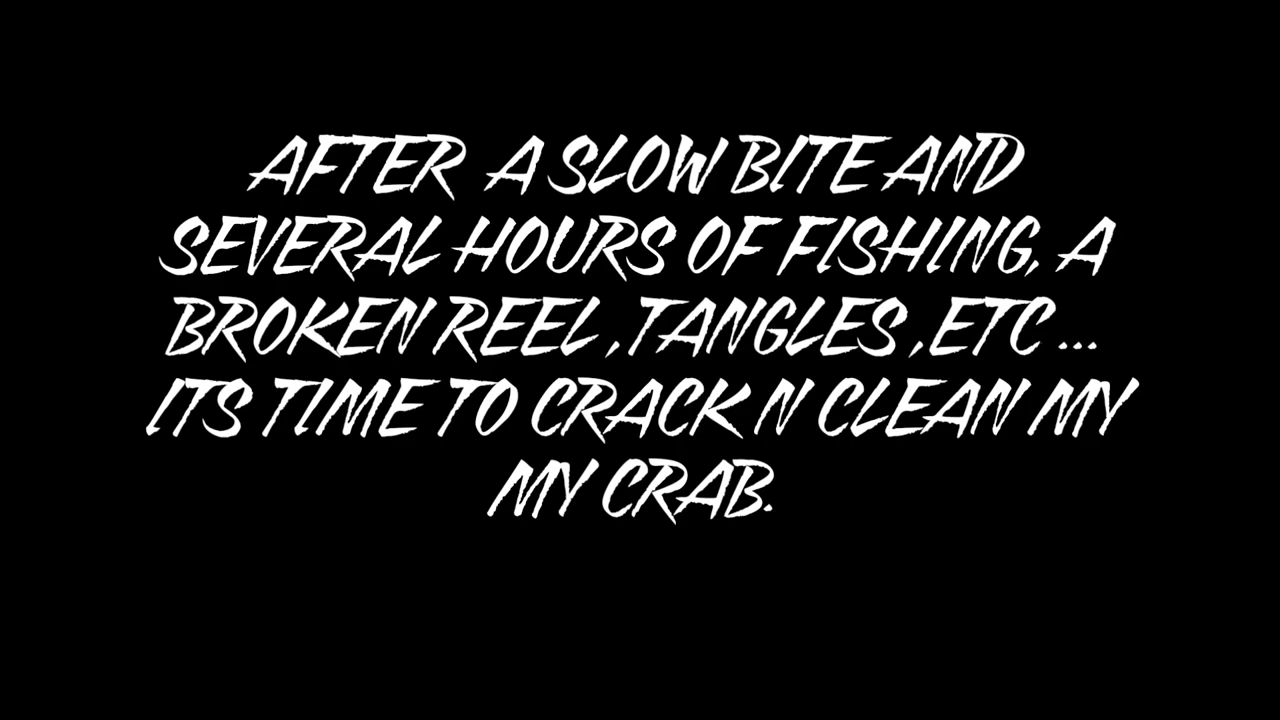 AFTER A SLOW BITE AND
SEVERAL HOURS OF FISHING, A
BROKEN REEL ,TANGLES ,ETC ...
ITS TIME TO CRACK N CLEAN MY
MY CRAB.